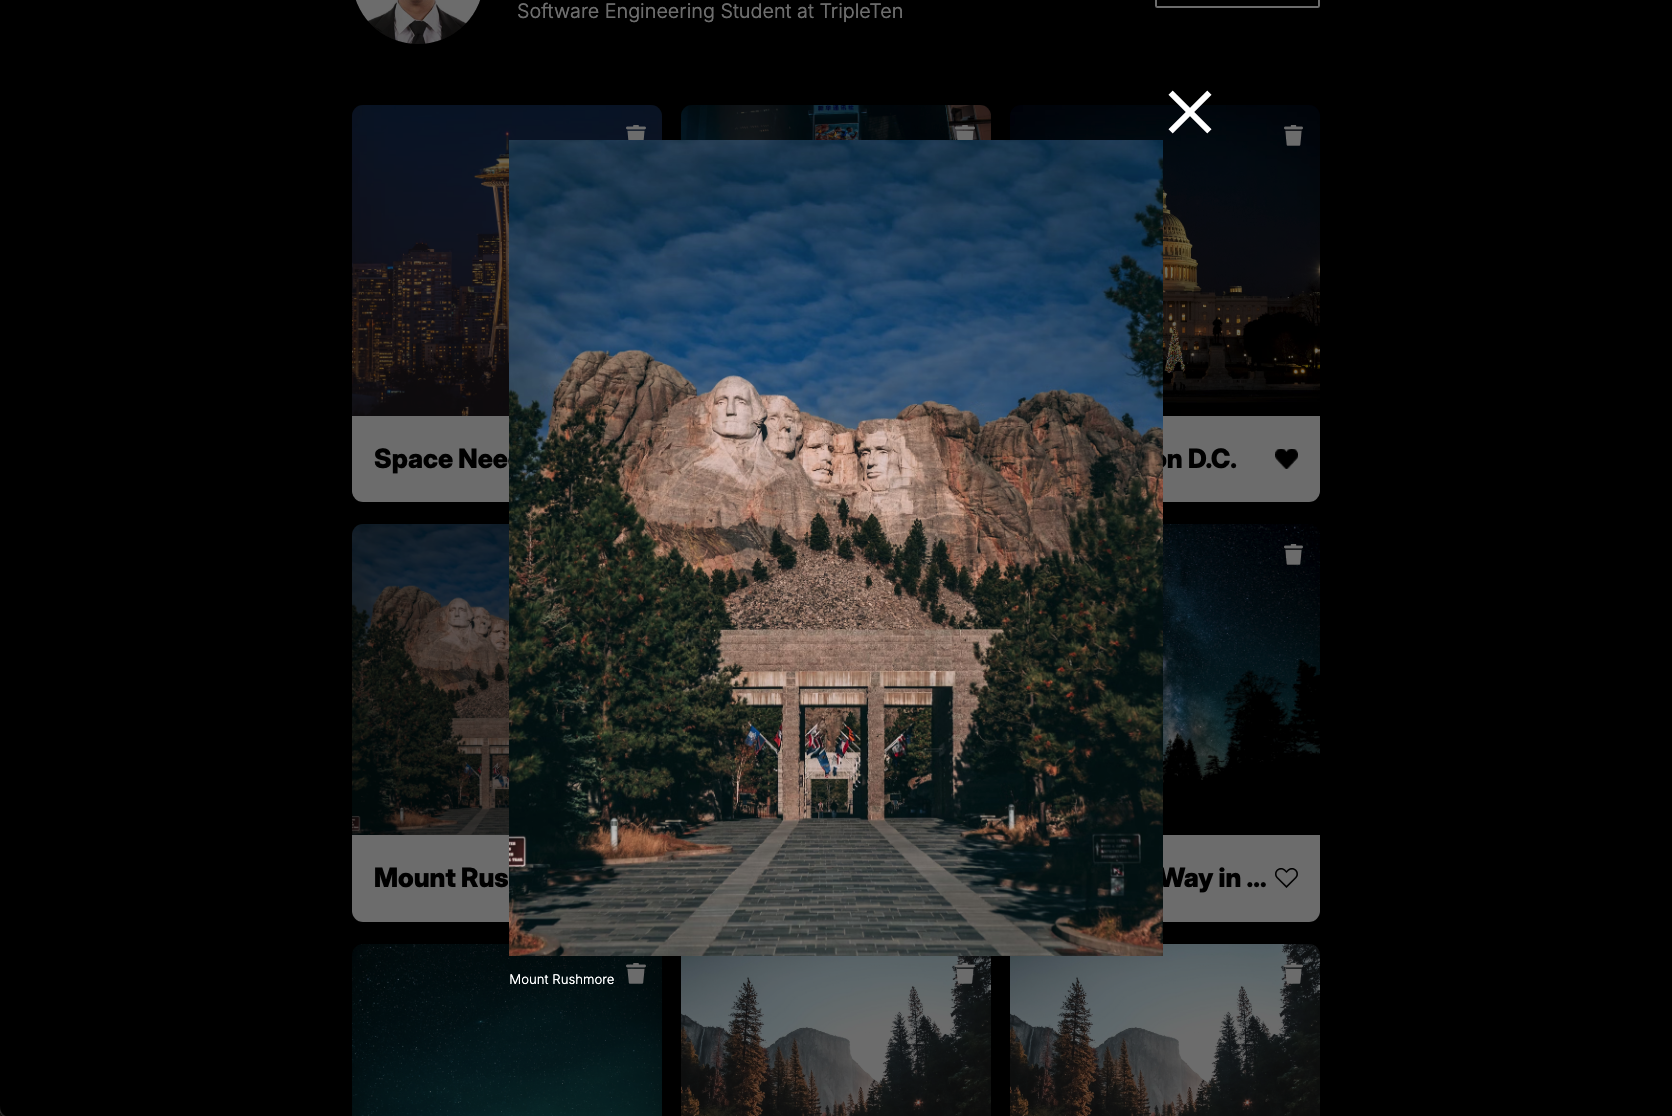 Software Engineering Student at TripleTen
Space Nee
on D.C.
Mount Rus
Way in ...
Mount Rushmore